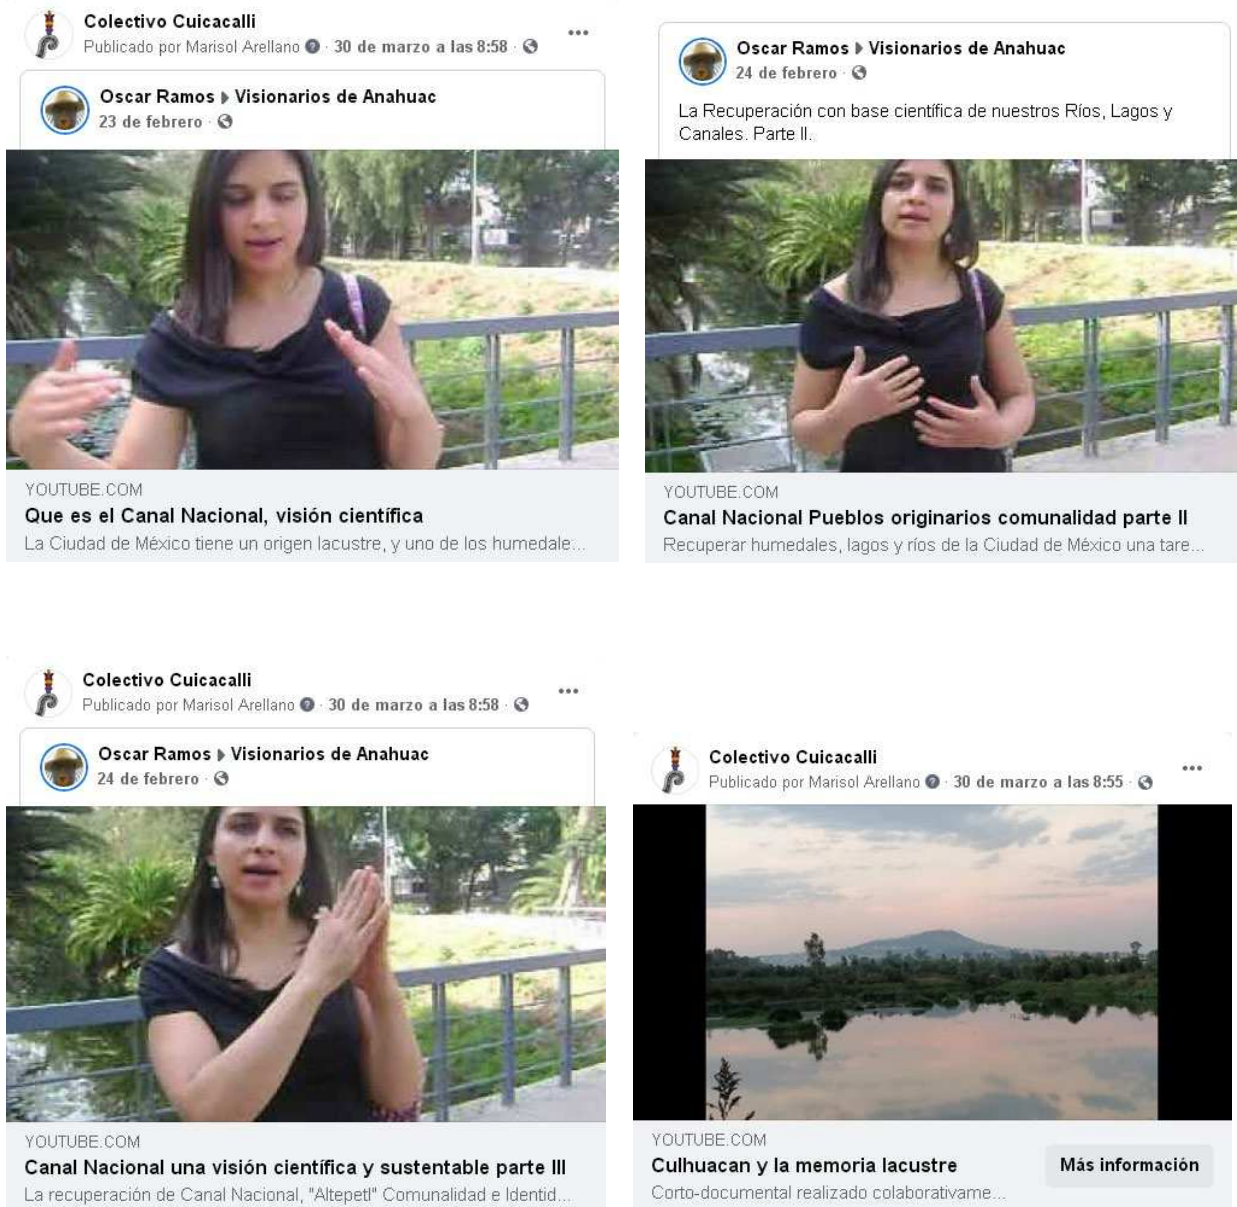 Colectivo Cuicacalli
Publicado por Marisol Arellano · 30 de marzo a las 8:58
Oscar Ramos ▶ Visionarios de Anahuac
23 de febrero
YOUTUBE.COM
Que es el Canal Nacional, visión científica
La Ciudad de México tiene un origen lacustre, y uno de los humedale...
Oscar Ramos ▶ Visionarios de Anahuac
24 de febrero
La Recuperación con base científica de nuestros Ríos, Lagos y
Canales. Parte II.
YOUTUBE.COM
Canal Nacional Pueblos originarios comunalidad parte II
Recuperar humedales, lagos y ríos de la Ciudad de México una tare...
Colectivo Cuicacalli
Publicado por Marisol Arellano · 30 de marzo a las 8:58
Oscar Ramos ▶ Visionarios de Anahuac
24 de febrero
YOUTUBE.COM
Canal Nacional una visión científica y sustentable parte III
La recuperación de Canal Nacional, "Altepetl" Comunalidad e Identid...
Colectivo Cuicacalli
Publicado por Marisol Arellano · 30 de marzo a las 8:55
YOUTUBE.COM
Culhuacan y la memoria lacustre
Corto-documental realizado colaborativame...
Más información